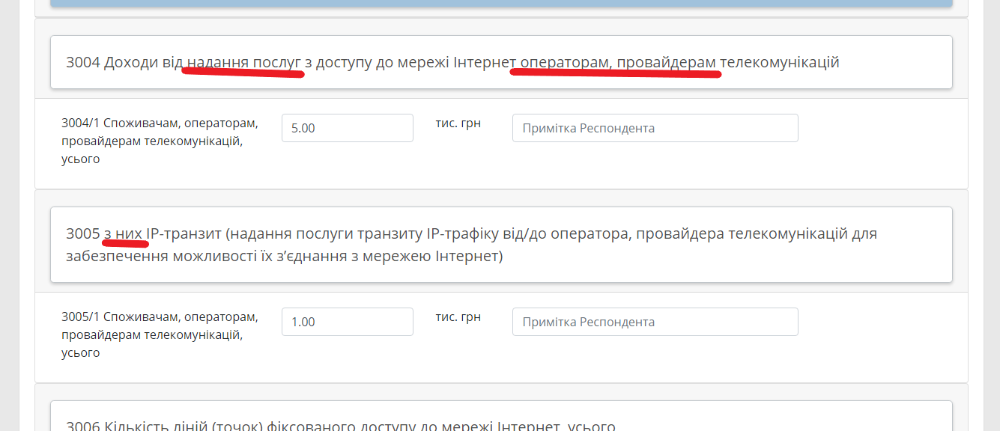 3004 Доходи від надання послуг з доступу до мережі Інтернет операторам, провайдерам телекомунікацій
3004/1 Споживачам, операторам,
провайдерам телекомунікацій,
усього
5.00
тис. грн
Примітка Респондента
3005 з них IP-транзит (надання послуги транзиту IP-трафіку від/до оператора, провайдера телекомунікацій для
забезпечення можливості їх з’єднання з мережею Інтернет)
3005/1 Споживачам, операторам,
провайдерам телекомунікацій,
усього
1.00
тис. грн
Примітка Респондента
3006 Кількість ліній (точок) фіксованого доступу до мережі Інтернет, усього